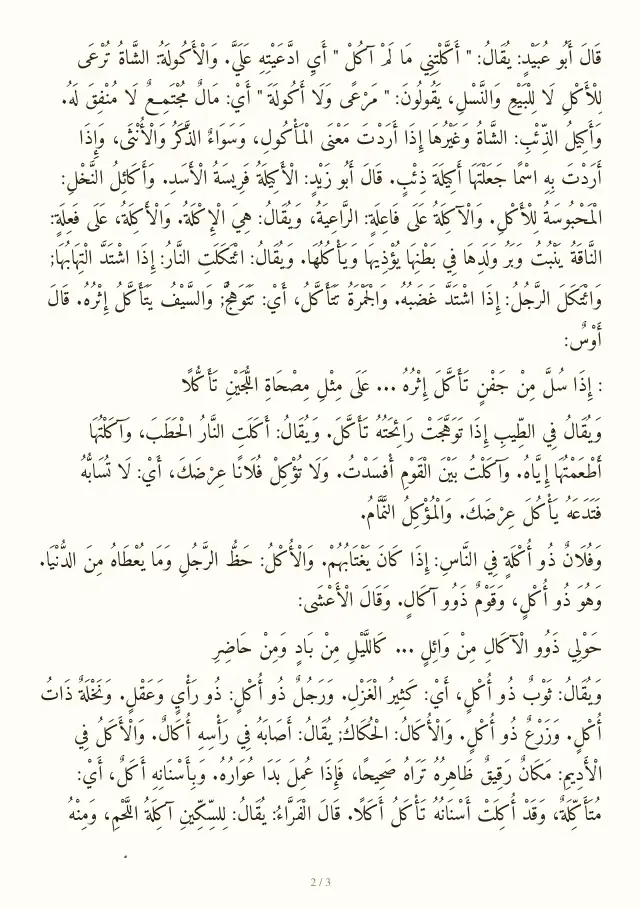 قَالَ أَبُو عُبَيْدٍ: يُقَالُ: " أَكَّلْتِنِي مَا لَمْ آكُلْ " أَيِ ادَّعَيْتِهِ عَلَيَّ. وَالْأَكُولَةُ: الشَّاةُ تُرْعَى
لِلْأَكْلِ لَا لِلْبَيْعِ وَالنَّسْلِ، يَقُولُونَ: " مَرْعًى وَلَا أَكُولَةَ " أَيْ: مَالٌ مُجْتَمِعٌ لَا مُنْفِقَ لَهُ.
وَأَكِيلُ الذِّئْبِ: الشَّاةُ وَغَيْرُهَا إِذَا أَرَدْتَ مَعْنَى الْمَأْكُولِ، وَسَوَاءٌ الذَّكَرُ وَالْأُنْثَى، وَإِذَا
أَرَدْتَ بِهِ اسْمًا جَعَلْتَهَا أَكِيلَةَ ذِئْبٍ. قَالَ أَبُو زَيْدٍ: الْأَكِيلَةُ فَرِيسَةُ الْأَسَدِ. وَأَكَائِلُ النَّخْلِ:
الْمَحْبُوسَةُ لِلْأَكْلِ. وَالْآكِلَةُ عَلَى فَاعِلَةٍ: الرَّاعِيَةُ، وَيُقَالُ: هِيَ الْإِكْلَةُ. وَالْأَكِلَةُ، عَلَى فَعِلَةٍ:
النَّاقَةُ يَنْبُتُ وَبَرُ وَلَدِهَا فِي بَطْنِهَا يُؤْذِيهَا وَيَأْكُلُهَا. وَيُقَالُ: ائْتَكَلَتِ النَّارُ: إِذَا اشْتَدَّ الْتِهَابُهَا;
وَائْتَكَلَ الرَّجُلُ: إِذَا اشْتَدَّ غَضَبُهُ. وَالْجَمْرَةُ تَتَأَكَّلُ، أَيْ: تَتَوَهَّجُ; وَالسَّيْفُ يَتَأَكَّلُ إِثْرُهُ. قَالَ
أَوْسٌ:
: إِذَا سُلَّ مِنْ جَفْنٍ تَأَكَّلَ إِثْرُهُ ... عَلَى مِثْلِ مِصْحَاةِ اللُّجَيْنِ تَأَكُّلًا
وَيُقَالُ فِي الطِّيبِ إِذَا تَوَهَّجَتْ رَائِحَتُهُ تَأَكَّلَ. وَيُقَالُ: أَكَلَتِ النَّارُ الْحَطَبَ، وَآكَلْتُهَا
أَطْعَمْتُهَا إِيَّاهُ. وَآكَلْتُ بَيْنَ الْقَوْمِ أَفْسَدْتُ. وَلَا تُؤْكِلْ فُلَانًا عِرْضَكَ، أَيْ: لَا تُسَابُّهُ
فَتَدَعَهُ يَأْكُلَ عِرْضَكَ. وَالْمُؤْكِلُ النَّمَّامُ.
وَفُلَانٌ ذُو أَكْلَةٍ فِي النَّاسِ: إِذَا كَانَ يَغْتَابُهُمْ. وَالْأُكْلُ: حَظُّ الرَّجُلِ وَمَا يُعْطَاهُ مِنَ الدُّنْيَا.
وَهُوَ ذُو أُكْلٍ، وَقَوْمٌ ذَوُو آكَالٍ. وَقَالَ الْأَعْشَى:
حَوْلِي ذَوُو الْآكَالِ مِنْ وَائِلٍ ... كَاللَّيْلِ مِنْ بَادٍ وَمِنْ حَاضِرِ
وَيُقَالُ: ثَوْبٌ ذُو أُكْلٍ، أَيْ: كَثِيرُ الْغَزْلِ. وَرَجُلٌ ذُو أُكْلٍ: ذُو رَأْيٍ وَعَقْلٍ. وَنَخْلَةٌ ذَاتُ
أُكْلٍ. وَزَرْعٌ ذُو أُكْلٍ. وَالْأُكَالُ: الْحُكَاكُ; يُقَالُ: أَصَابَهُ فِي رَأْسِهِ أُكَالٌ. وَالْأَكَلُ فِي
الْأَدِيمِ: مَكَانٌ رَقِيقٌ ظَاهِرُهُ تَرَاهُ صَحِيحًا، فَإِذَا عُمِلَ بَدَا عُوَارُهُ. وَبِأَسْنَانِهِ أَكَلٌ، أَيْ:
مُتَأَكِّلَةٌ، وَقَدْ أُكِلَتْ أَسْنَانُهُ تَأْكَلُ أَكَلًا. قَالَ الْفَرَّاءُ: يُقَالُ: لِلسِّكِّينِ آكِلَةُ اللَّحْمِ، وَمِنْهُ
2 / 3